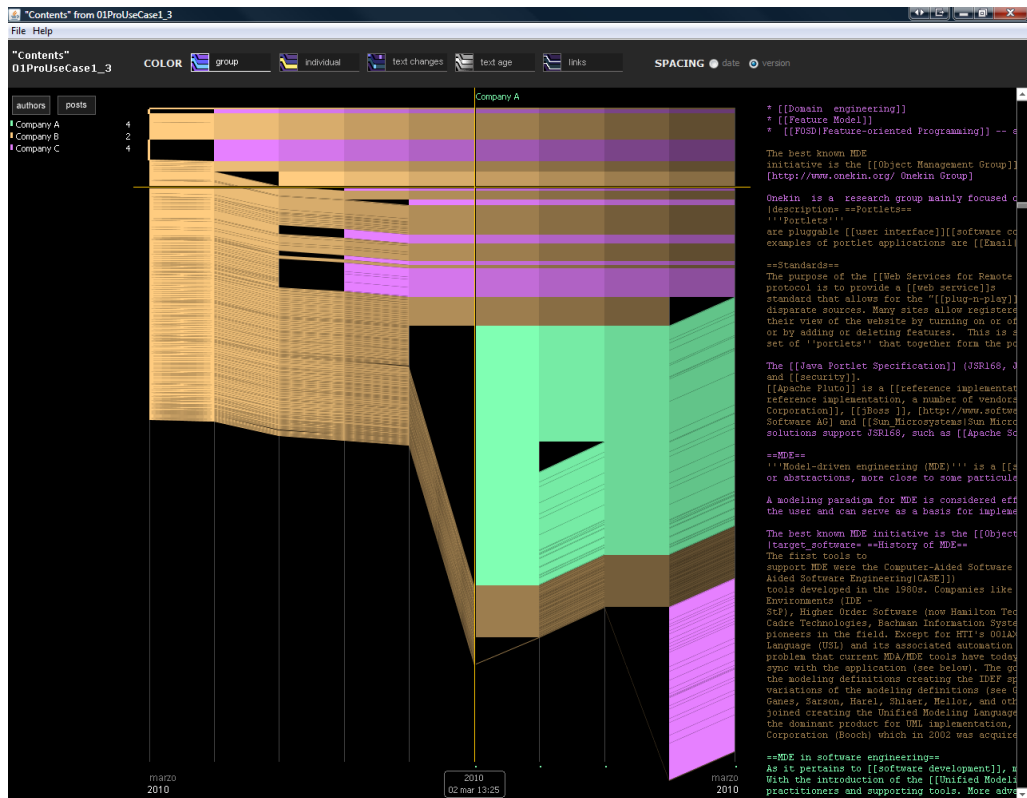 "Contents" from 01ProUseCase1_3
File Help
"Contents"
01ProUseCase1_3
COLOR group individual text changes text age links SPACING date version
authors posts
Company A 4
Company B 2
Company C 4
Company A
marzo
2010
2010
02 mar 13:25
marzo
2010
* [[Domain engineering]]
* [[Feature Model]]
* [[FOSD|Feature-oriented Programming]] -- a
The best known MDE
initiative is the [[Object Management Group]]
[http://www.onekin.org/ Onekin Group]
Onekin is a research group mainly focused o
|description= ==Portlets==
'''Portlets'''
are pluggable [[user interface]][[software co
examples of portlet applications are [[Email|
==Standards==
The purpose of the [[Web Services for Remote
protocol is to provide a [[web service]]s
standard that allows for the "[[plug-n-play]]
disparate sources. Many sites allow registere
their view of the website by turning on or of
or by adding or deleting features. This is s
set of ''portlets'' that together form the po
The [[Java Portlet Specification]] (JSR168, J
and [[security]].
[[Apache Pluto]] is a [[reference implementat
reference implementation, a number of vendors
Corporation]], [[jBoss ]], [http://www.softwa
Software AG] and [[Sun_Microsystems|Sun Micro
solutions support JSR168, such as [[Apache So
==MDE==
'''Model-driven engineering (MDE)''' is a [[s
or abstractions, more close to some particula
A modeling paradigm for MDE is considered eff
the user and can serve as a basis for impleme
The best known MDE initiative is the [[Object
|target_software= ==History of MDE==
The first tools to
support MDE were the Computer-Aided Software
Aided Software Engineering|CASE]])
tools developed in the 1980s. Companies like
Environments (IDE -
StP), Higher Order Software (now Hamilton Tec
Cadre Technologies, Bachman Information Syste
pioneers in the field. Except for HTI's 001AX
Language (USL) and its associated automation
problem that current MDA/MDE tools have today
sync with the application (see below). The go
the modeling definitions creating the IDEF sp
variations of the modeling definitions (see G
Ganes, Sarson, Harel, Shlaer, Mellor, and oth
joined creating the Unified Modeling Language
the dominant product for UML implementation,
Corporation (Booch) which in 2002 was acquire
==MDE in software engineering==
As it pertains to [[software development]], m
With the introduction of the [[Unified Modeli
practitioners and supporting tools. More adva